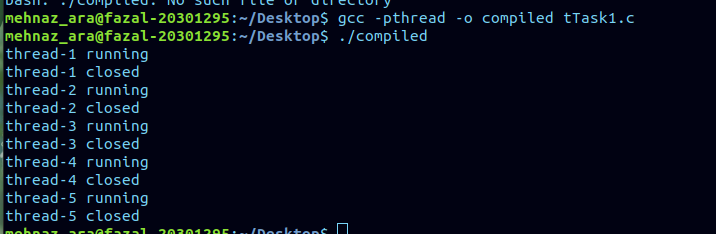 bash: ./compiled: No such file or directory
mehnaz_ara@fazal-20301295:~/Desktop$ gcc -pthread -o compiled tTask1.c
mehnaz_ara@fazal-20301295:~/Desktop$ ./compiled
thread-1 running
thread-1 closed
thread-2 running
thread-2 closed
thread-3 running
thread-3 closed
thread-4 running
thread-4 closed
thread-5 running
thread-5 closed
mehnaz_ara@fazal-20301295:~/Desktop$